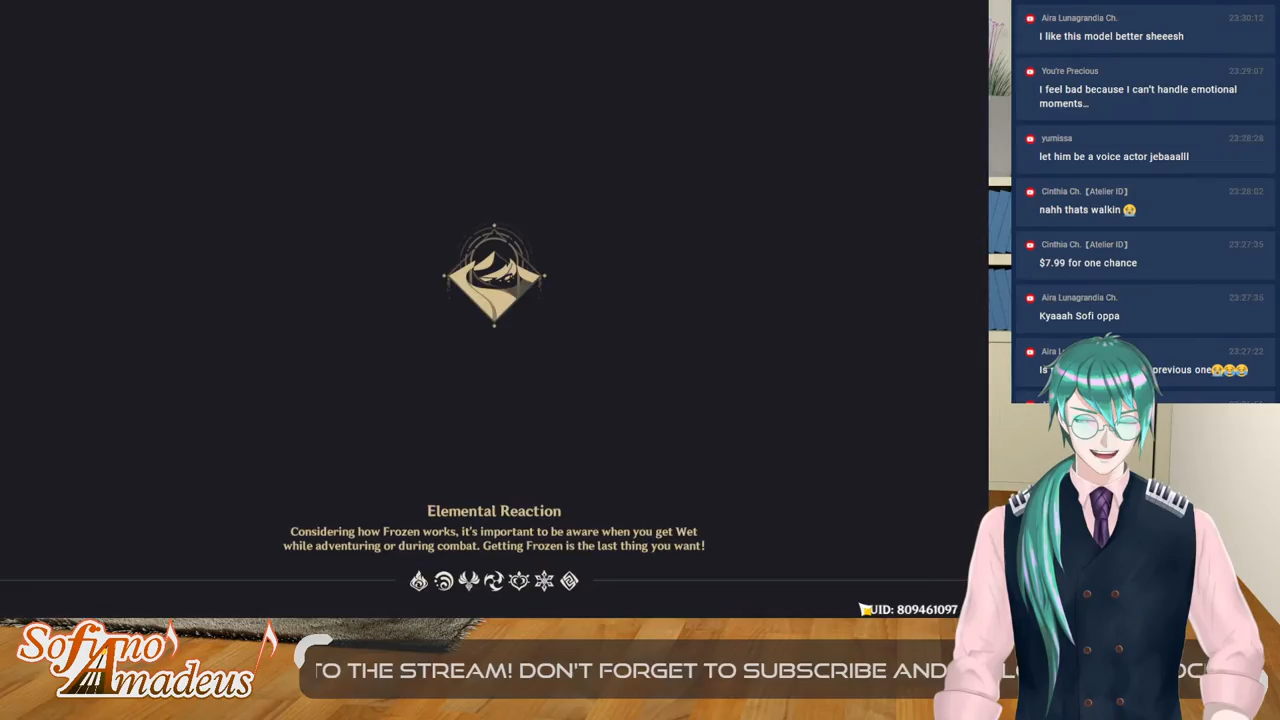 Aira Lunagrandia Ch. 23:30:12
I like this model better sheeesh
You're Precious 23:29:07
I feel bad because I can't handle emotional
moments...
yumissa 23:28:28
let him be a voice actor jebaaalll
Cinthia Ch.【Atelier ID】 23:28:02
nahh thats walkin 😭
Cinthia Ch.【Atelier ID】 23:27:35
$7.99 for one chance
Aira Lunagrandia Ch. 23:27:35
Kyaaah Sofi oppa
Aira 23:27:22
previous one😭😂😂
Elemental Reaction
Considering how Frozen works, it's important to be aware when you get Wet
while adventuring or during combat. Getting Frozen is the last thing you want!
UID: 809461097
Sofiano
Amadeus
TO THE STREAM! DON'T FORGET TO SUBSCRIBE AND